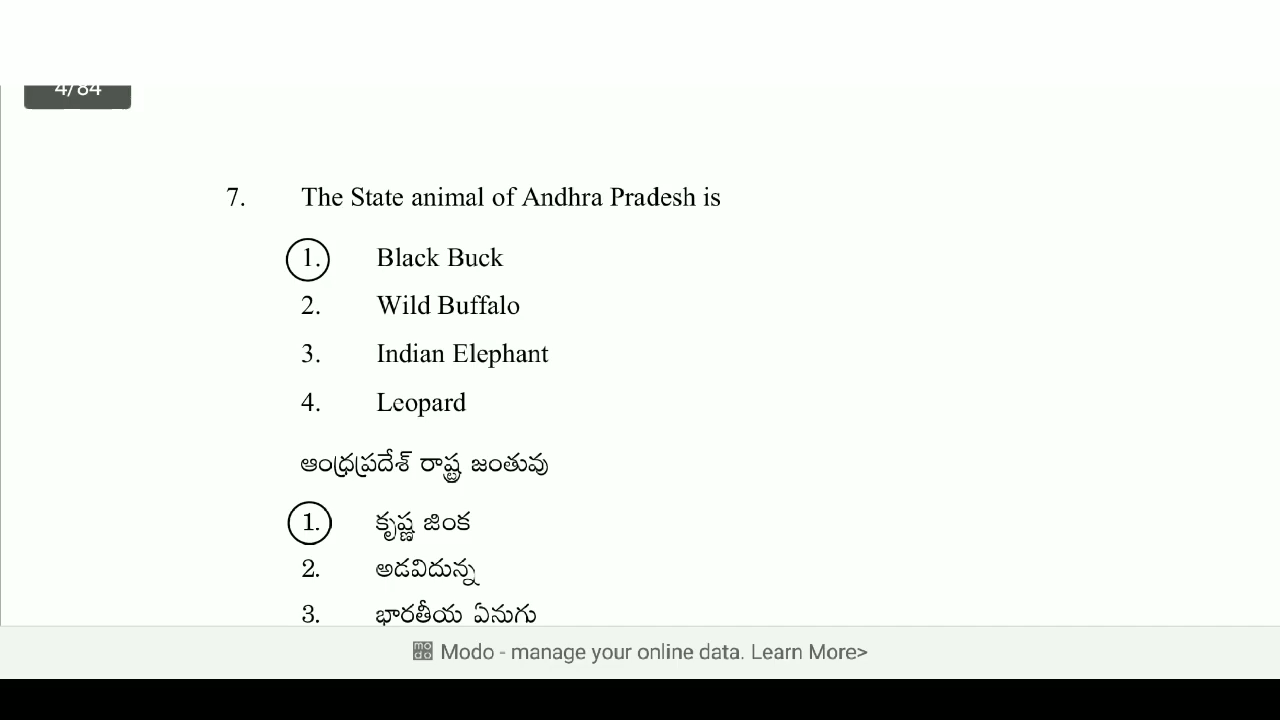 4/84
7. The State animal of Andhra Pradesh is
1. Black Buck
2. Wild Buffalo
3. Indian Elephant
4. Leopard
ఆంధ్రప్రదేశ్ రాష్ట్ర జంతువు
1. కృష్ణ జింక
2. అడవిదున్న
3. భారతీయ ఏనుగు
modo Modo - manage your online data. Learn More>